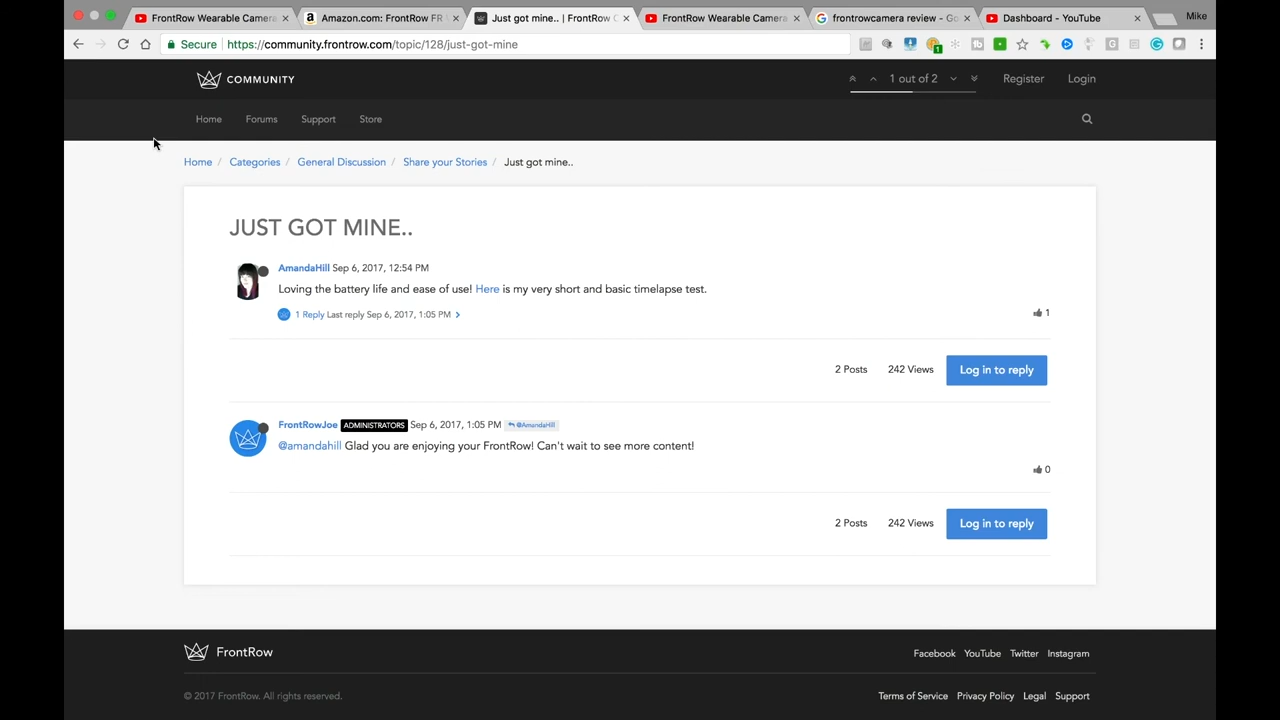 FrontRow Wearable Camera
Amazon.com: FrontRow FR
Just got mine.. | FrontRow C
FrontRow Wearable Camera
frontrowcamera review - Go
Dashboard - YouTube
Mike
Secure
https://community.frontrow.com/topic/128/just-got-mine
COMMUNITY
1 out of 2
Register
Login
Home
Forums
Support
Store
Home / Categories / General Discussion / Share your Stories / Just got mine..
JUST GOT MINE..
AmandaHill Sep 6, 2017, 12:54 PM
Loving the battery life and ease of use! Here is my very short and basic timelapse test.
1 Reply Last reply Sep 6, 2017, 1:05 PM
1
2 Posts 242 Views Log in to reply
FrontRowJoe ADMINISTRATORS Sep 6, 2017, 1:05 PM @AmandaHill
@amandahill Glad you are enjoying your FrontRow! Can't wait to see more content!
0
2 Posts 242 Views Log in to reply
FrontRow
Facebook YouTube Twitter Instagram
© 2017 FrontRow. All rights reserved.
Terms of Service Privacy Policy Legal Support